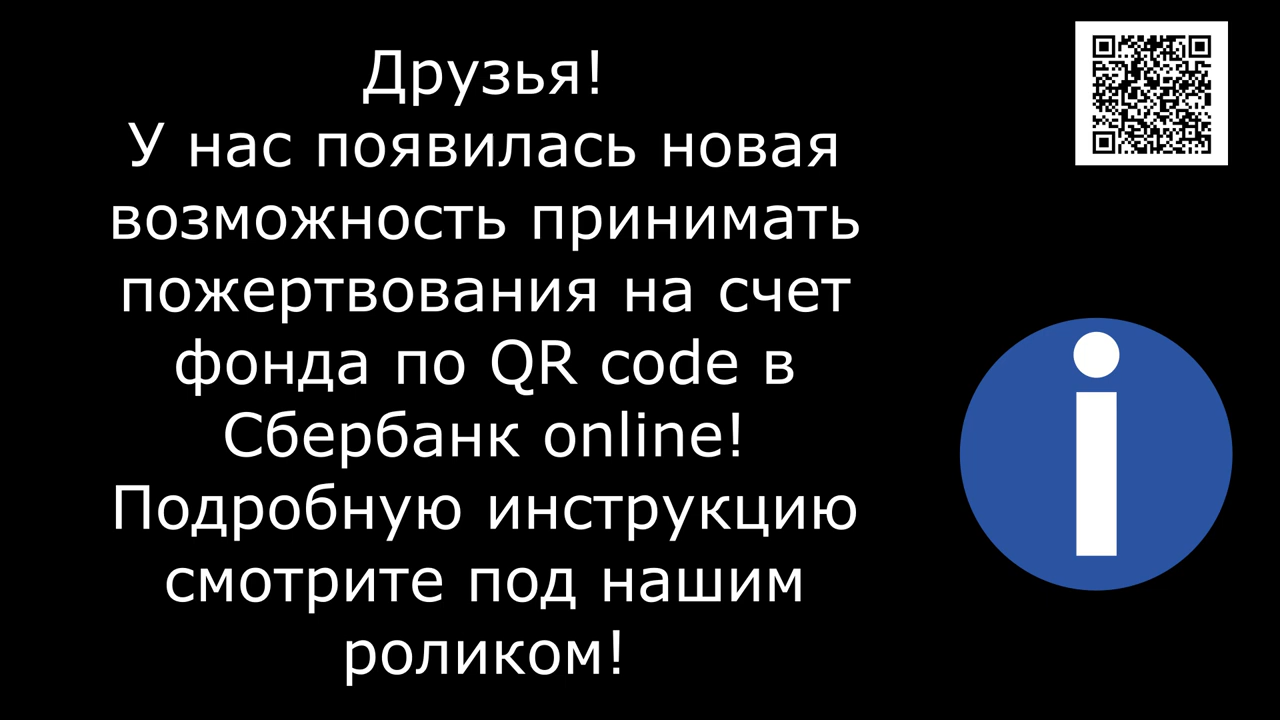 Друзья!
У нас появилась новая
возможность принимать
пожертвования на счет
фонда по QR code в
Сбербанк online!
Подробную инструкцию
смотрите под нашим
роликом!
i